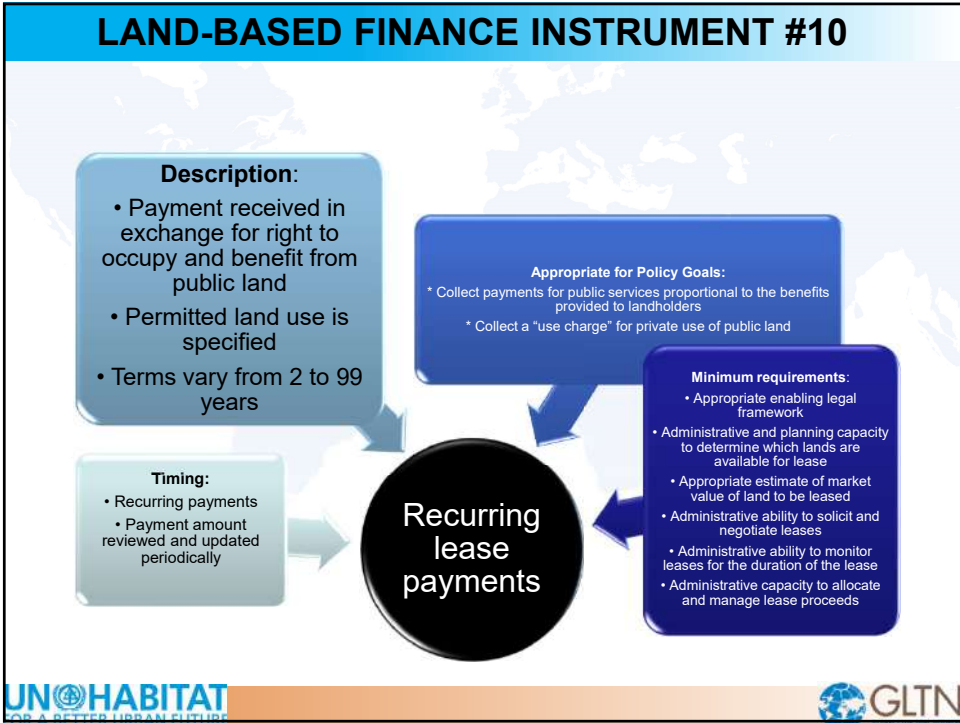 LAND-BASED FINANCE INSTRUMENT #10
Description:
• Payment received in
exchange for right to
occupy and benefit from
public land
• Permitted land use is
specified
• Terms vary from 2 to 99
years
Appropriate for Policy Goals:
* Collect payments for public services proportional to the benefits
provided to landholders
* Collect a “use charge” for private use of public land
Minimum requirements:
• Appropriate enabling legal
framework
• Administrative and planning capacity
to determine which lands are
available for lease
• Appropriate estimate of market
value of land to be leased
• Administrative ability to solicit and
negotiate leases
• Administrative ability to monitor
leases for the duration of the lease
• Administrative capacity to allocate
and manage lease proceeds
Timing:
• Recurring payments
• Payment amount
reviewed and updated
periodically
Recurring
lease
payments
UN HABITAT
FOR A BETTER URBAN FUTURE
GLTN